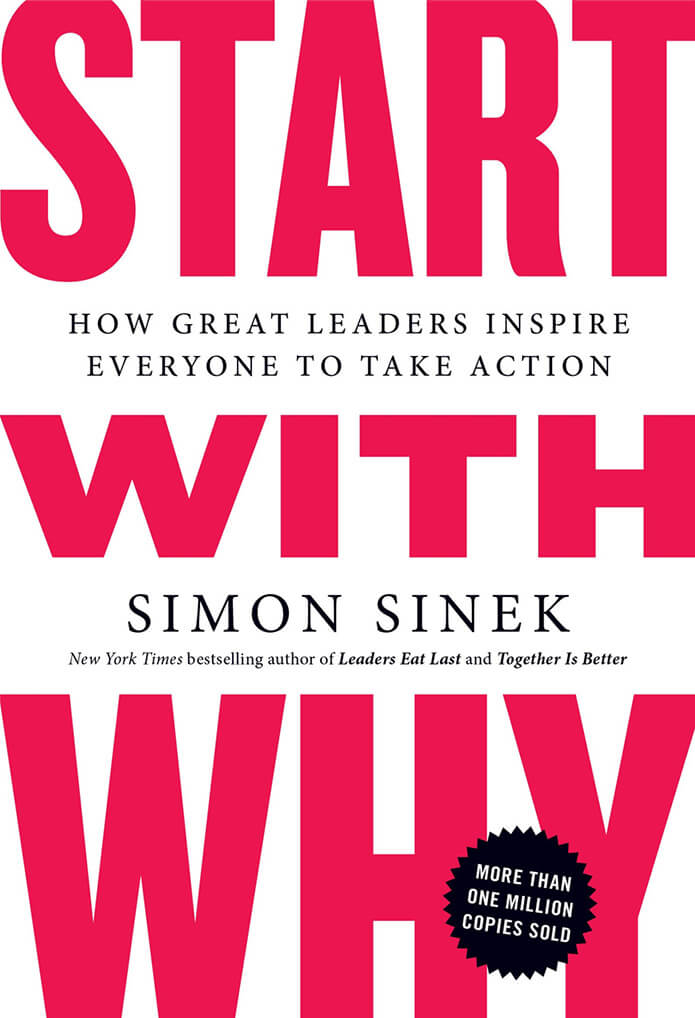 START
HOW GREAT LEADERS INSPIRE
EVERYONE TO TAKE ACTION
WITH
SIMON SINEK
New York Times bestselling author of Leaders Eat Last and Together Is Better
WHY
MORE THAN
ONE MILLION
COPIES SOLD